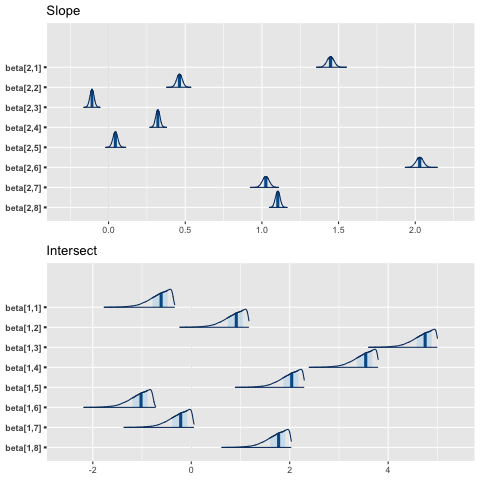 Slope
beta[2,1]
beta[2,2]
beta[2,3]
beta[2,4]
beta[2,5]
beta[2,6]
beta[2,7]
beta[2,8]
0.0 0.5 1.0 1.5 2.0
Intersect
beta[1,1]
beta[1,2]
beta[1,3]
beta[1,4]
beta[1,5]
beta[1,6]
beta[1,7]
beta[1,8]
-2 0 2 4